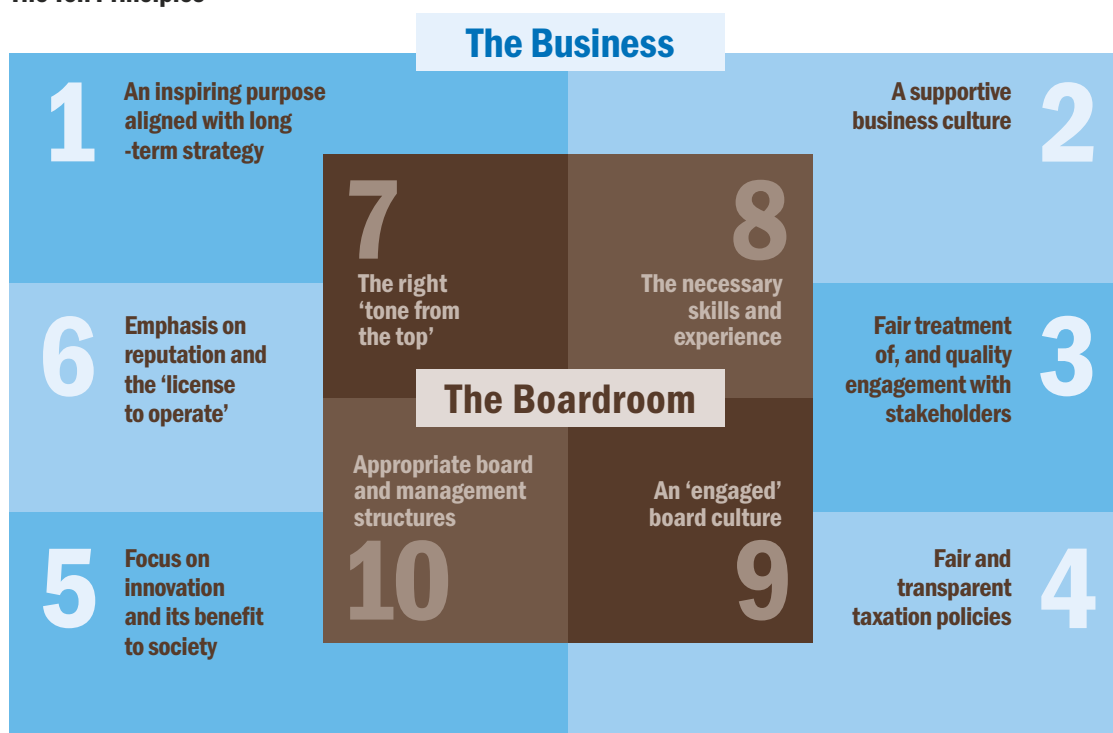 The Ten Principles
The Business
1
An inspiring purpose
aligned with long
-term strategy
A supportive
business culture
2
7
The right
‘tone from
the top’
8
The necessary
skills and
experience
6
Emphasis on
reputation and
the ‘license
to operate’
Fair treatment
of, and quality
engagement with
stakeholders
3
The Boardroom
Appropriate board
and management
structures
10
An ‘engaged’
board culture
9
5
Focus on
innovation
and its benefit
to society
Fair and
transparent
taxation policies
4